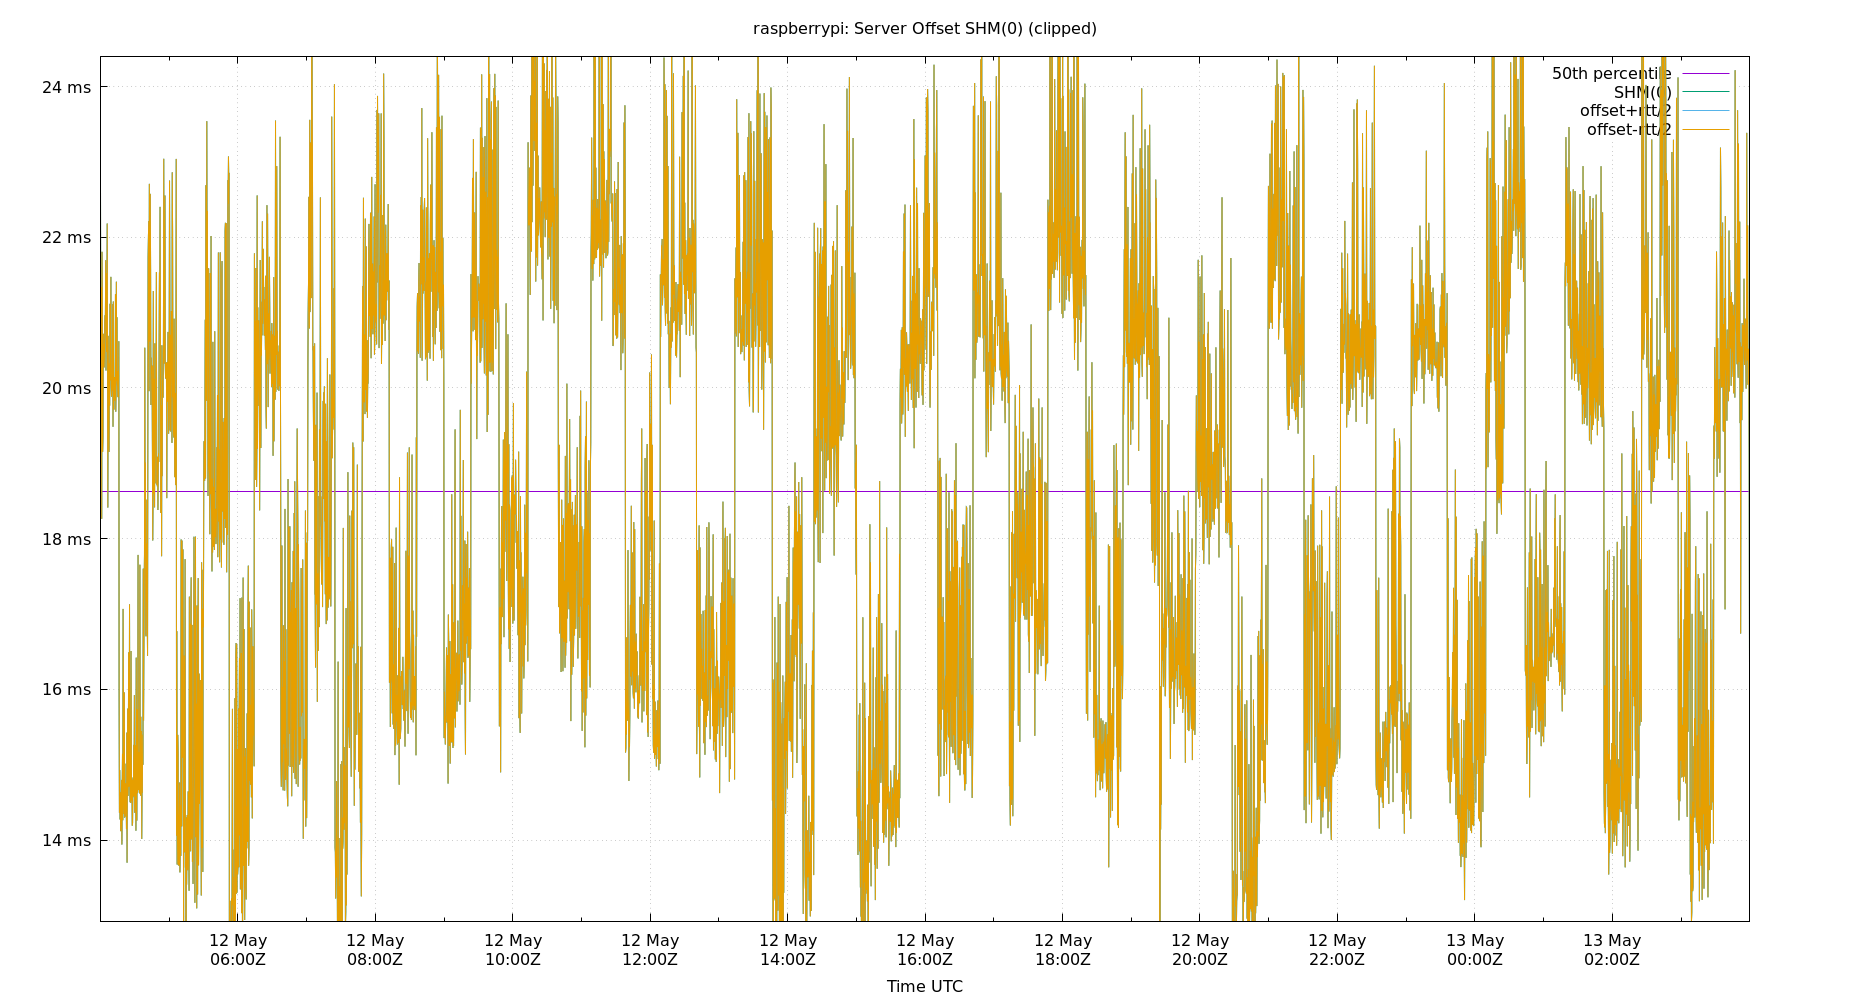 raspberrypi: Server Offset SHM(0) (clipped)
24 ms
22 ms
20 ms
18 ms
16 ms
14 ms
50th percentile
SHM(0)
offset+rtt/2
offset-rtt/2
12 May 12 May 12 May 12 May 12 May 12 May 12 May 12 May 12 May 13 May 13 May
06:00Z 08:00Z 10:00Z 12:00Z 14:00Z 16:00Z 18:00Z 20:00Z 22:00Z 00:00Z 02:00Z
Time UTC